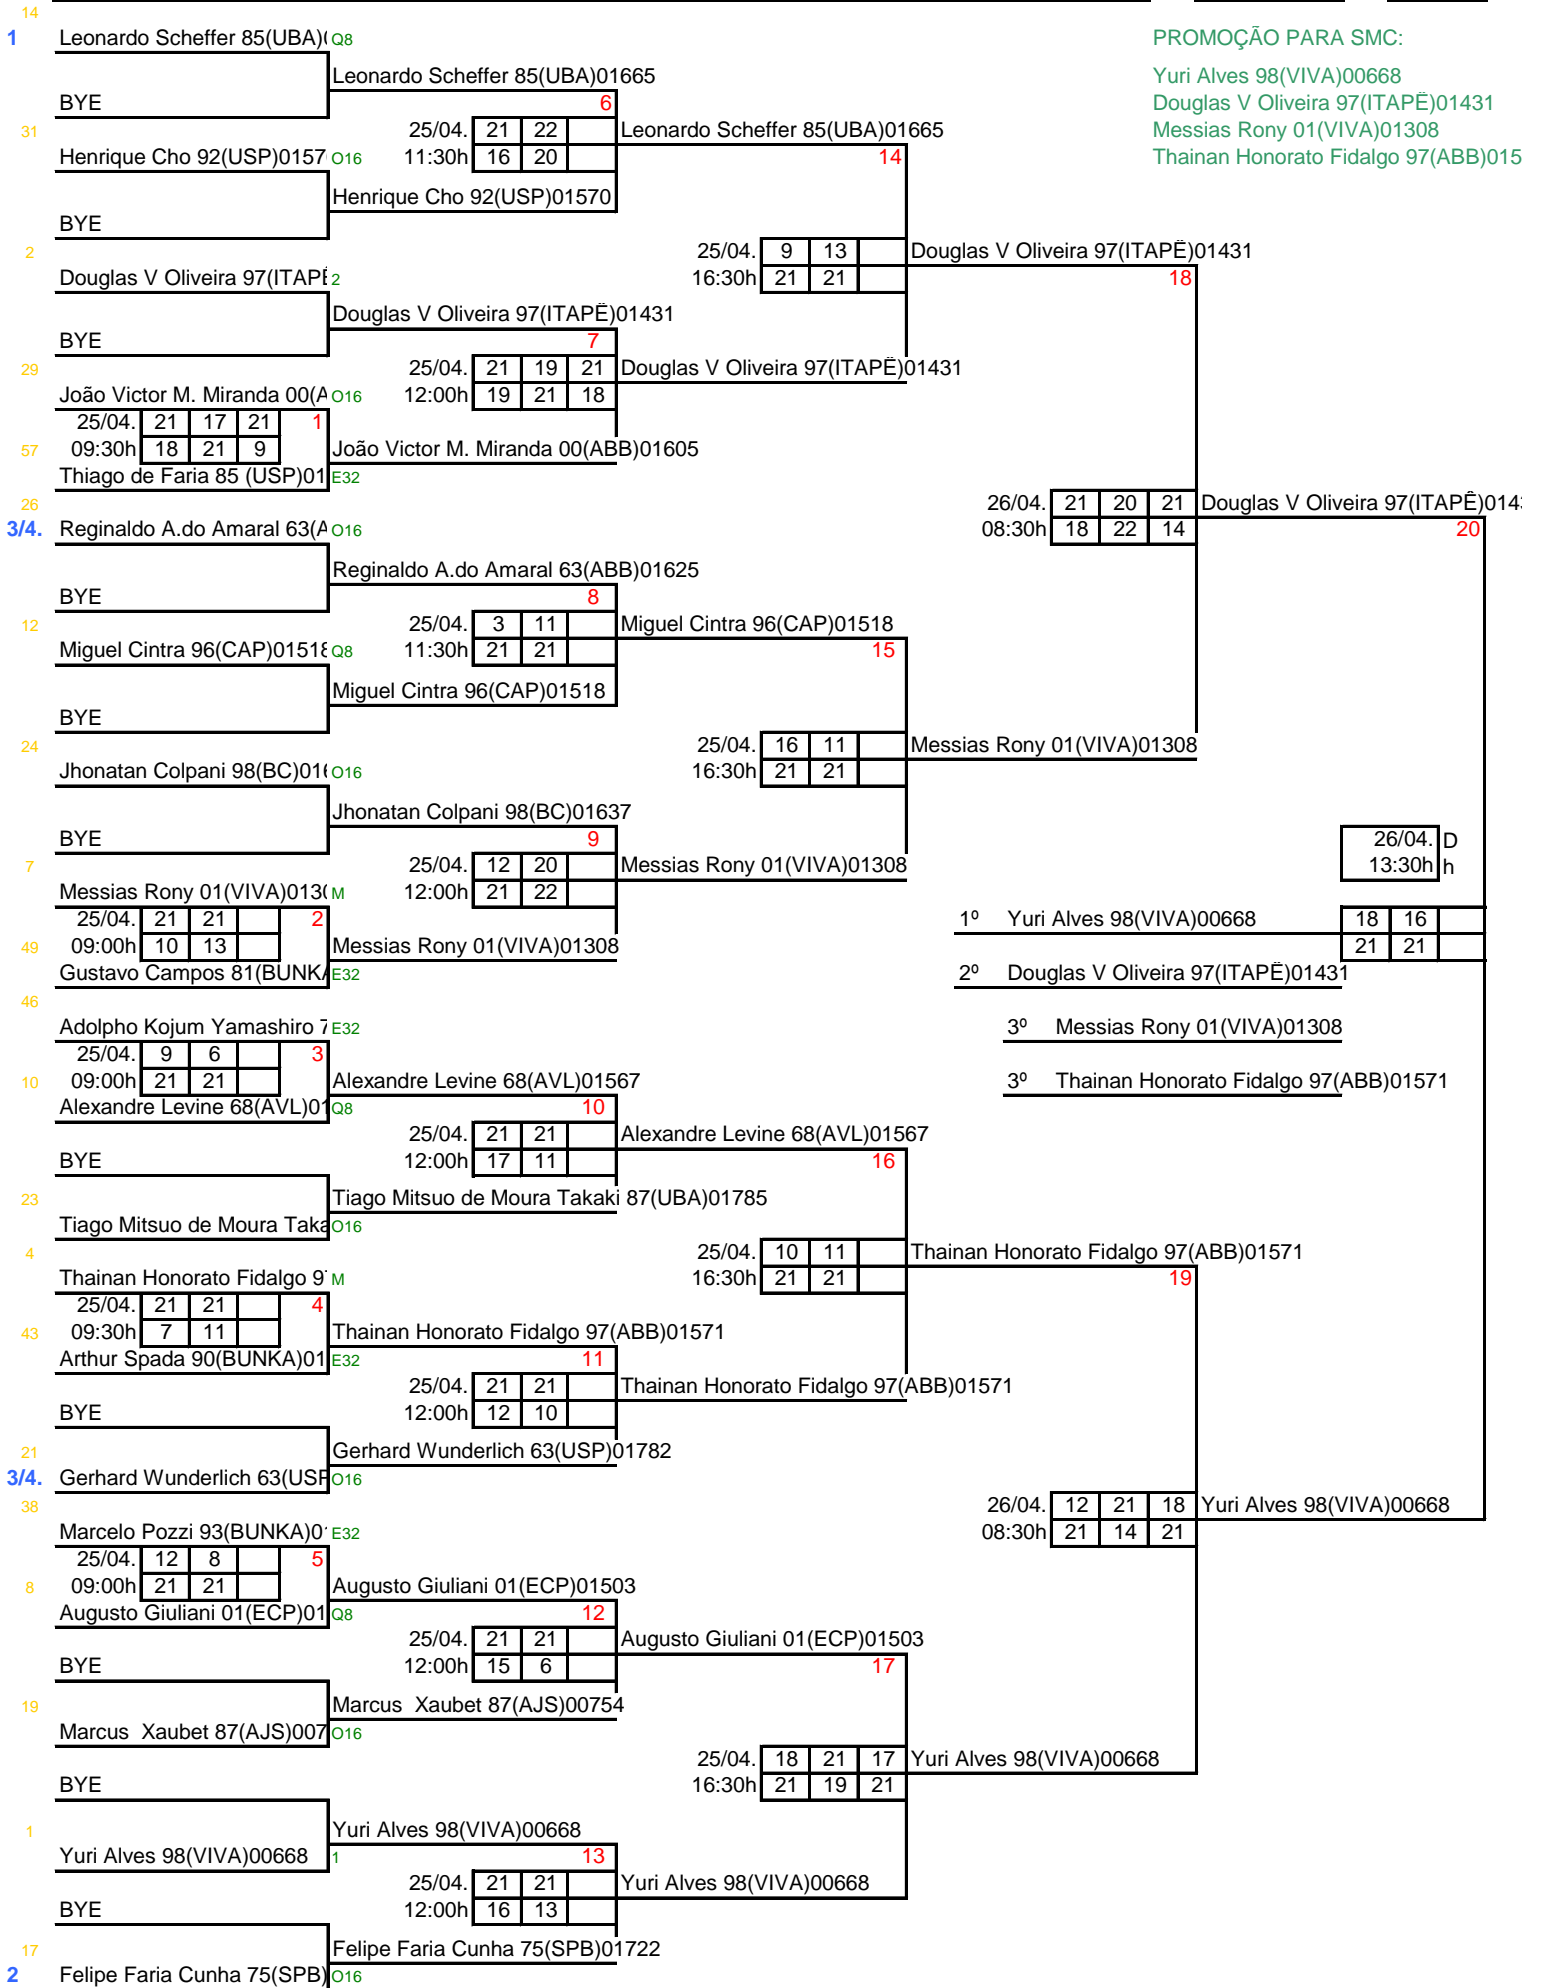 14
1 Leonardo Scheffer 85(UBA)( Q8
PROMOÇÃO PARA SMC:
Leonardo Scheffer 85(UBA)01665
Yuri Alves 98(VIVA)00668
BYE 6
Douglas V Oliveira 97(ITAPÊ)01431
31 25/04. 21 22 Leonardo Scheffer 85(UBA)01665
Messias Rony 01(VIVA)01308
Henrique Cho 92(USP)0157 O16 11:30h 16 20 14
Thainan Honorato Fidalgo 97(ABB)015
Henrique Cho 92(USP)01570
BYE
2 25/04. 9 13 Douglas V Oliveira 97(ITAPÊ)01431
Douglas V Oliveira 97(ITAPÊ 2 16:30h 21 21 18
Douglas V Oliveira 97(ITAPÊ)01431
BYE 7
29 25/04. 21 19 21 Douglas V Oliveira 97(ITAPÊ)01431
João Victor M. Miranda 00(A O16 12:00h 19 21 18
25/04. 21 17 21 1
57 09:30h 18 21 9 João Victor M. Miranda 00(ABB)01605
Thiago de Faria 85 (USP)01 E32
26 26/04. 21 20 21 Douglas V Oliveira 97(ITAPÊ)014
3/4. Reginaldo A.do Amaral 63(A O16 08:30h 18 22 14 20
Reginaldo A.do Amaral 63(ABB)01625
BYE 8
12 25/04. 3 11 Miguel Cintra 96(CAP)01518
Miguel Cintra 96(CAP)01518 Q8 11:30h 21 21 15
Miguel Cintra 96(CAP)01518
BYE
24 25/04. 16 11 Messias Rony 01(VIVA)01308
Jhonatan Colpani 98(BC)016 O16 16:30h 21 21
Jhonatan Colpani 98(BC)01637
BYE 9 26/04. D
7 25/04. 12 20 Messias Rony 01(VIVA)01308 13:30h h
Messias Rony 01(VIVA)0130 M 12:00h 21 22
25/04. 21 21 2 1º Yuri Alves 98(VIVA)00668 18 16
49 09:00h 10 13 Messias Rony 01(VIVA)01308 21 21
Gustavo Campos 81(BUNKA E32 2º Douglas V Oliveira 97(ITAPÊ)01431
46
Adolpho Kojum Yamashiro 7 E32 3º Messias Rony 01(VIVA)01308
25/04. 9 6 3
10 09:00h 21 21 Alexandre Levine 68(AVL)01567 3º Thainan Honorato Fidalgo 97(ABB)01571
Alexandre Levine 68(AVL)01 Q8 10
25/04. 21 21 Alexandre Levine 68(AVL)01567
BYE 12:00h 17 11 16
23 Tiago Mitsuo de Moura Takaki 87(UBA)01785
Tiago Mitsuo de Moura Taka O16
4 25/04. 10 11 Thainan Honorato Fidalgo 97(ABB)01571
Thainan Honorato Fidalgo 9 M 16:30h 21 21 19
25/04. 21 21 4
43 09:30h 7 11 Thainan Honorato Fidalgo 97(ABB)01571
Arthur Spada 90(BUNKA)01 E32 11
25/04. 21 21 Thainan Honorato Fidalgo 97(ABB)01571
BYE 12:00h 12 10
21 Gerhard Wunderlich 63(USP)01782
3/4. Gerhard Wunderlich 63(USP O16
38 26/04. 12 21 18 Yuri Alves 98(VIVA)00668
Marcelo Pozzi 93(BUNKA)0 E32 08:30h 21 14 21
25/04. 12 8 5
8 09:00h 21 21 Augusto Giuliani 01(ECP)01503
Augusto Giuliani 01(ECP)01 Q8 12
25/04. 21 21 Augusto Giuliani 01(ECP)01503
BYE 12:00h 15 6 17
19 Marcus Xaubet 87(AJS)00754
Marcus Xaubet 87(AJS)007 O16
25/04. 18 21 17 Yuri Alves 98(VIVA)00668
BYE 16:30h 21 19 21
1 Yuri Alves 98(VIVA)00668
Yuri Alves 98(VIVA)00668 1 13
25/04. 21 21 Yuri Alves 98(VIVA)00668
BYE 12:00h 16 13
17 Felipe Faria Cunha 75(SPB)01722
2 Felipe Faria Cunha 75(SPB) O16